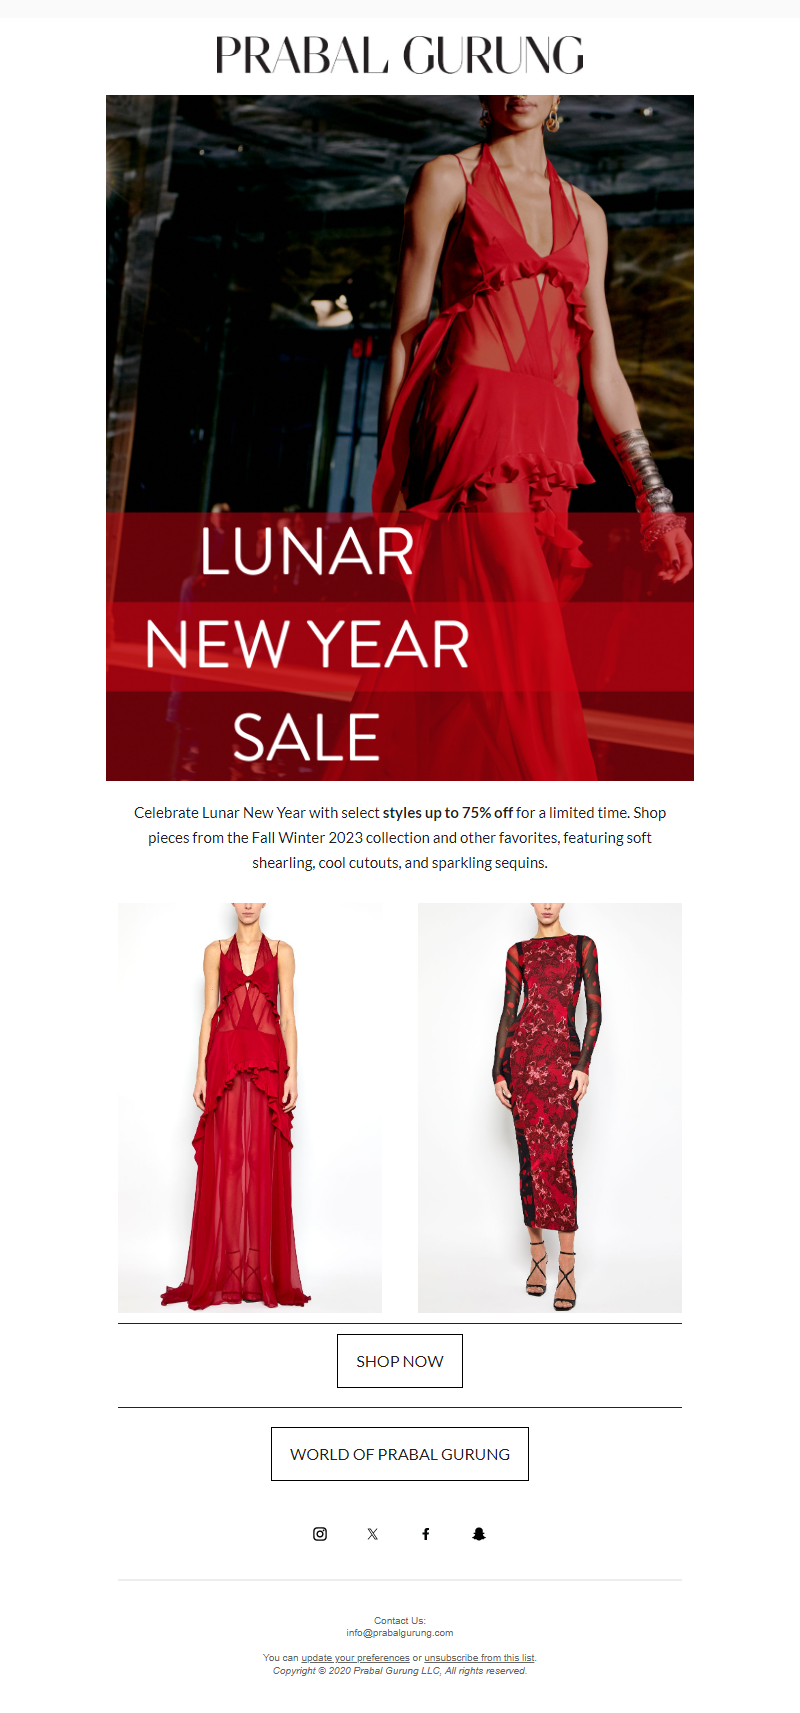 PRABAL GURUNG
LUNAR
NEW YEAR
SALE
Celebrate Lunar New Year with select styles up to 75% off for a limited time. Shop
pieces from the Fall Winter 2023 collection and other favorites, featuring soft
shearling, cool cutouts, and sparkling sequins.
SHOP NOW
WORLD OF PRABAL GURUNG
Contact Us:
info@prabalgurung.com
You can update your preferences or unsubscribe from this list.
Copyright © 2020 Prabal Gurung LLC, All rights reserved.